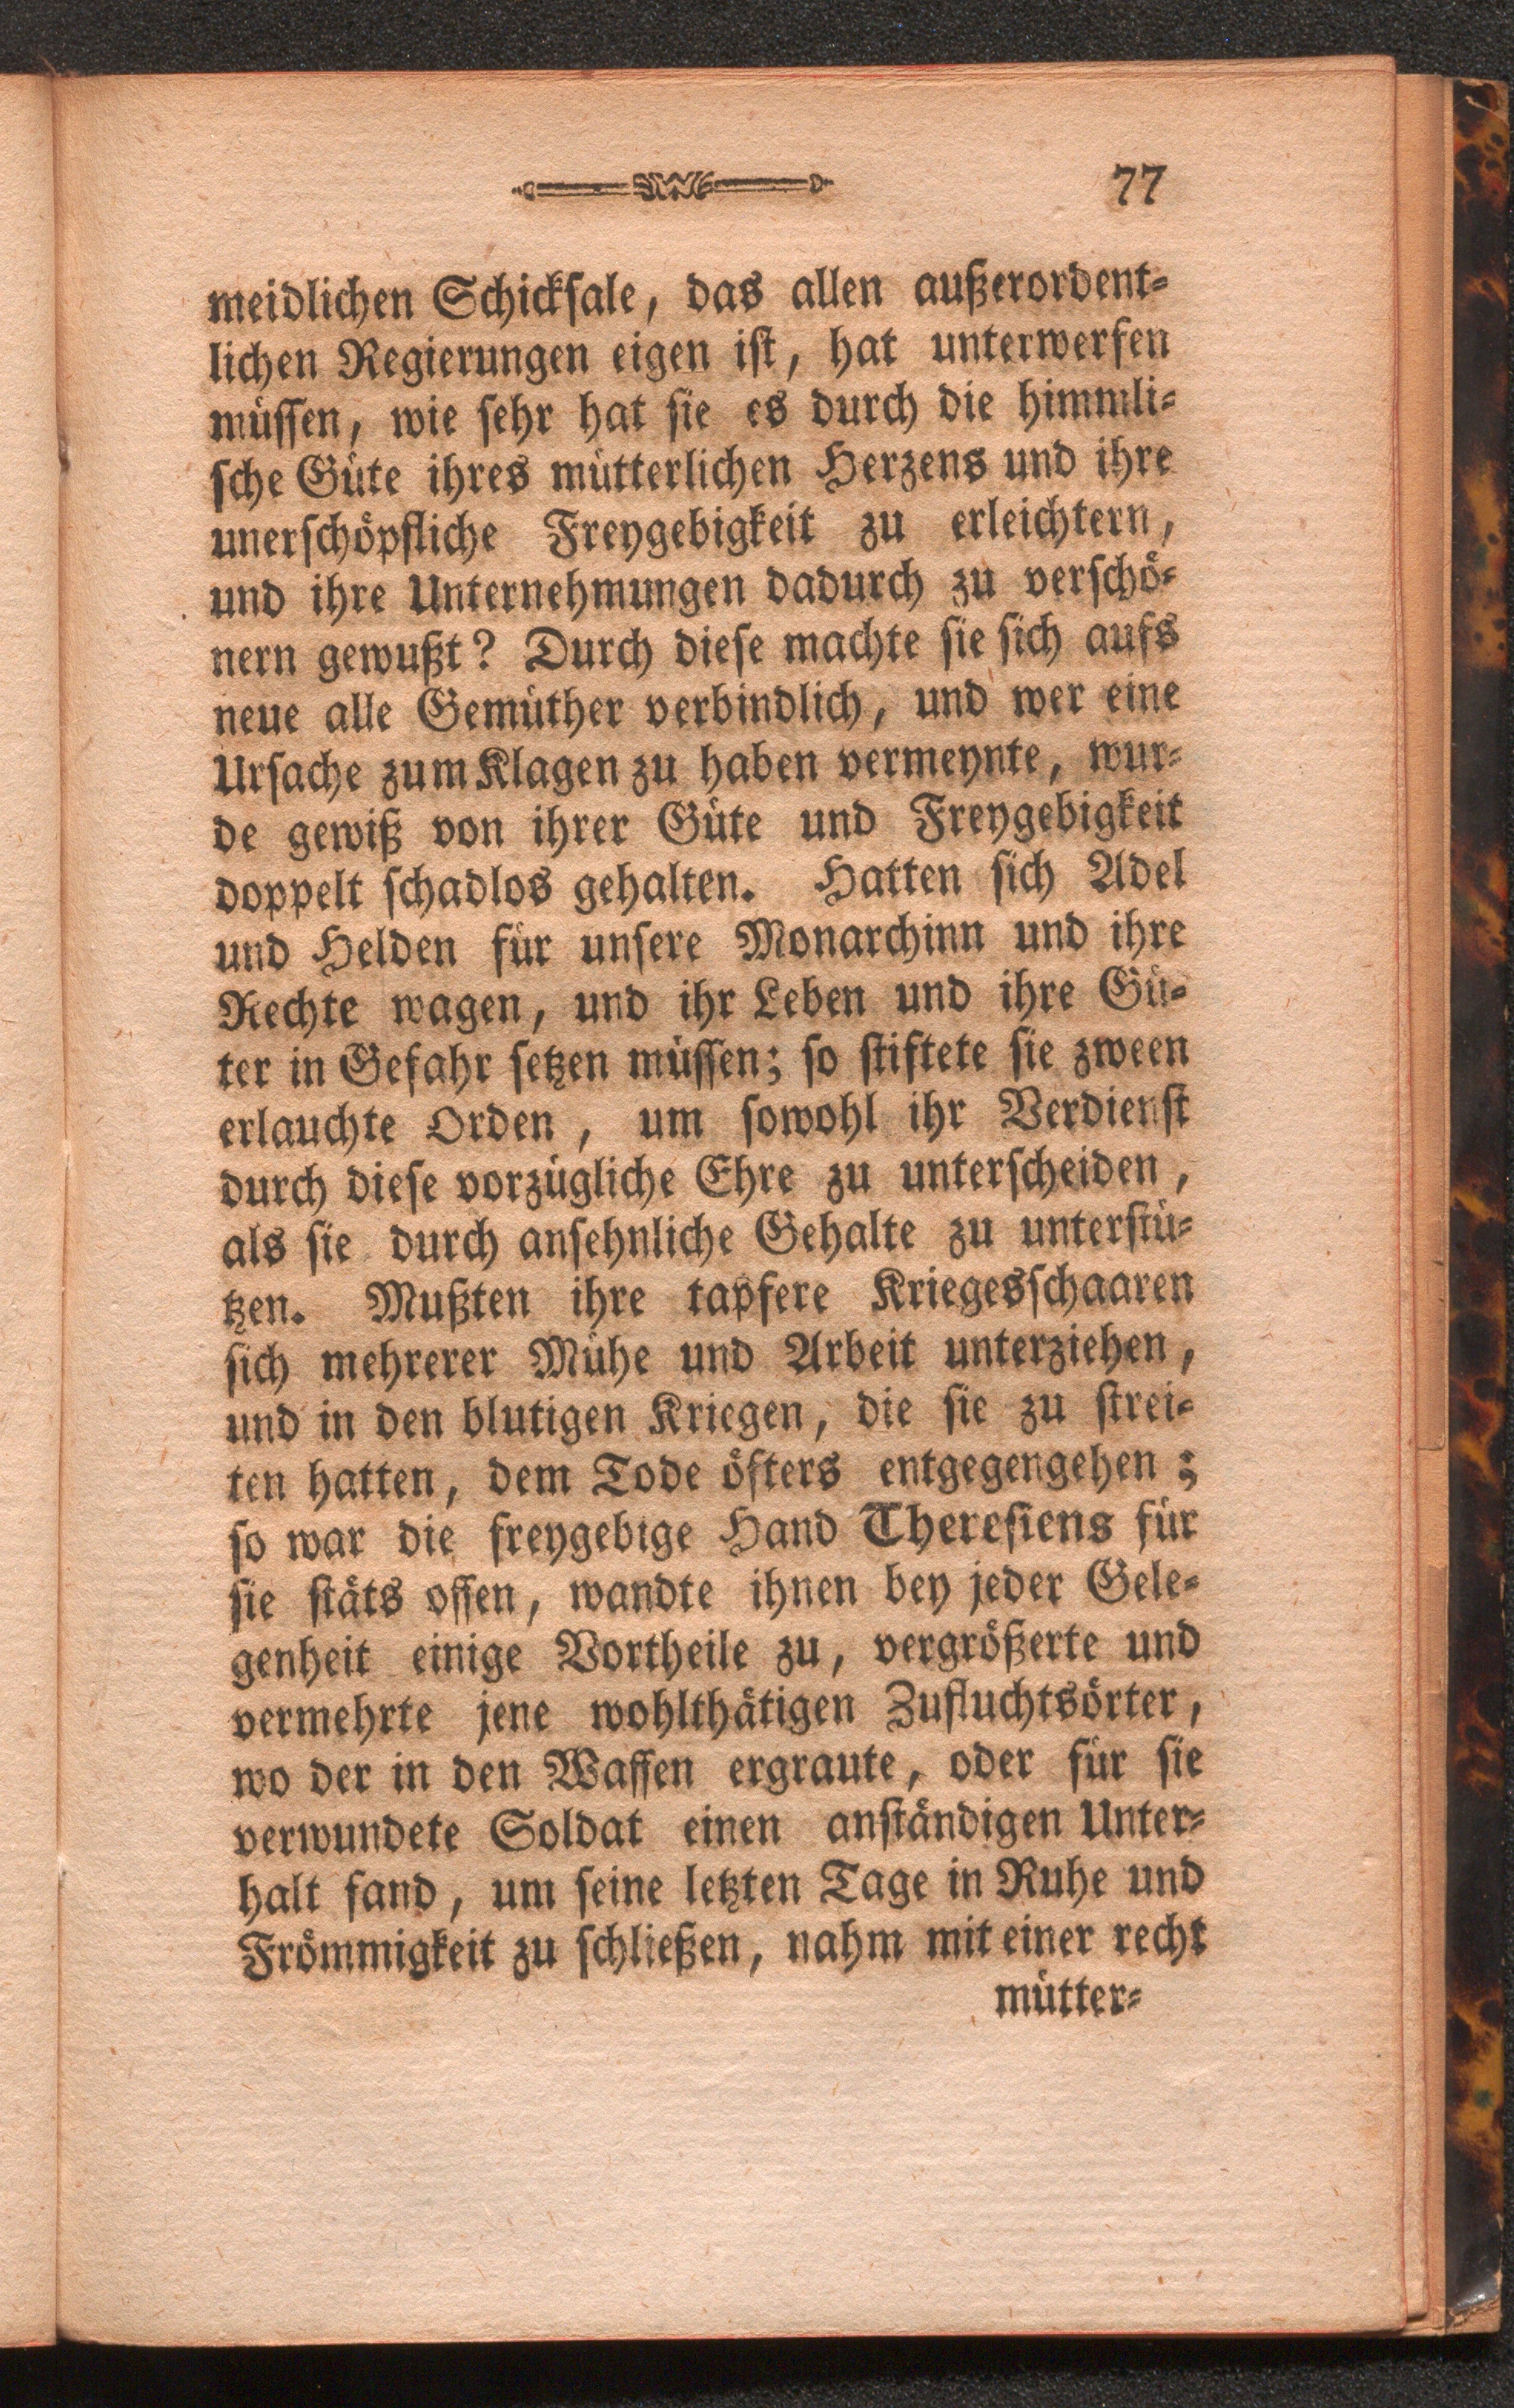 77
meidlichen Schicksale, das allen außerordent-
lichen Regierungen eigen ist, hat unterwerfen
müssen, wie sehr hat sie es durch die himmli-
sche Güte ihres mütterlichen Herzens und ihre
unerschöpfliche Freygebigkeit zu erleichtern,
und ihre Unternehmungen dadurch zu verschö-
nern gewußt? Durch diese machte sie sich aufs
neue alle Gemüther verbindlich, und wer eine
Ursache zum Klagen zu haben vermeynte, wur-
de gewiß von ihrer Güte und Freygebigkeit
doppelt schadlos gehalten. Hatten sich Adel
und Helden für unsere Monarchinn und ihre
Rechte wagen, und ihr Leben und ihre Gü-
ter in Gefahr setzen müssen; so stiftete sie zween
erlauchte Orden, um sowohl ihr Verdienst
durch diese vorzügliche Ehre zu unterscheiden,
als sie durch ansehnliche Gehalte zu unterstü-
tzen. Mußten ihre tapfere Kriegesschaaren
sich mehrerer Mühe und Arbeit unterziehen,
und in den blutigen Kriegen, die sie zu strei-
ten hatten, dem Tode öfters entgegengehen;
so war die freygebige Hand Theresiens für
sie stäts offen, wandte ihnen bey jeder Gele-
genheit einige Vortheile zu, vergrößerte und
vermehrte jene wohlthätigen Zufluchtsörter,
wo der in den Waffen ergraute, oder für sie
verwundete Soldat einen anständigen Unter-
halt fand, um seine letzten Tage in Ruhe und
Frömmigkeit zu schließen, nahm mit einer recht
mütter-